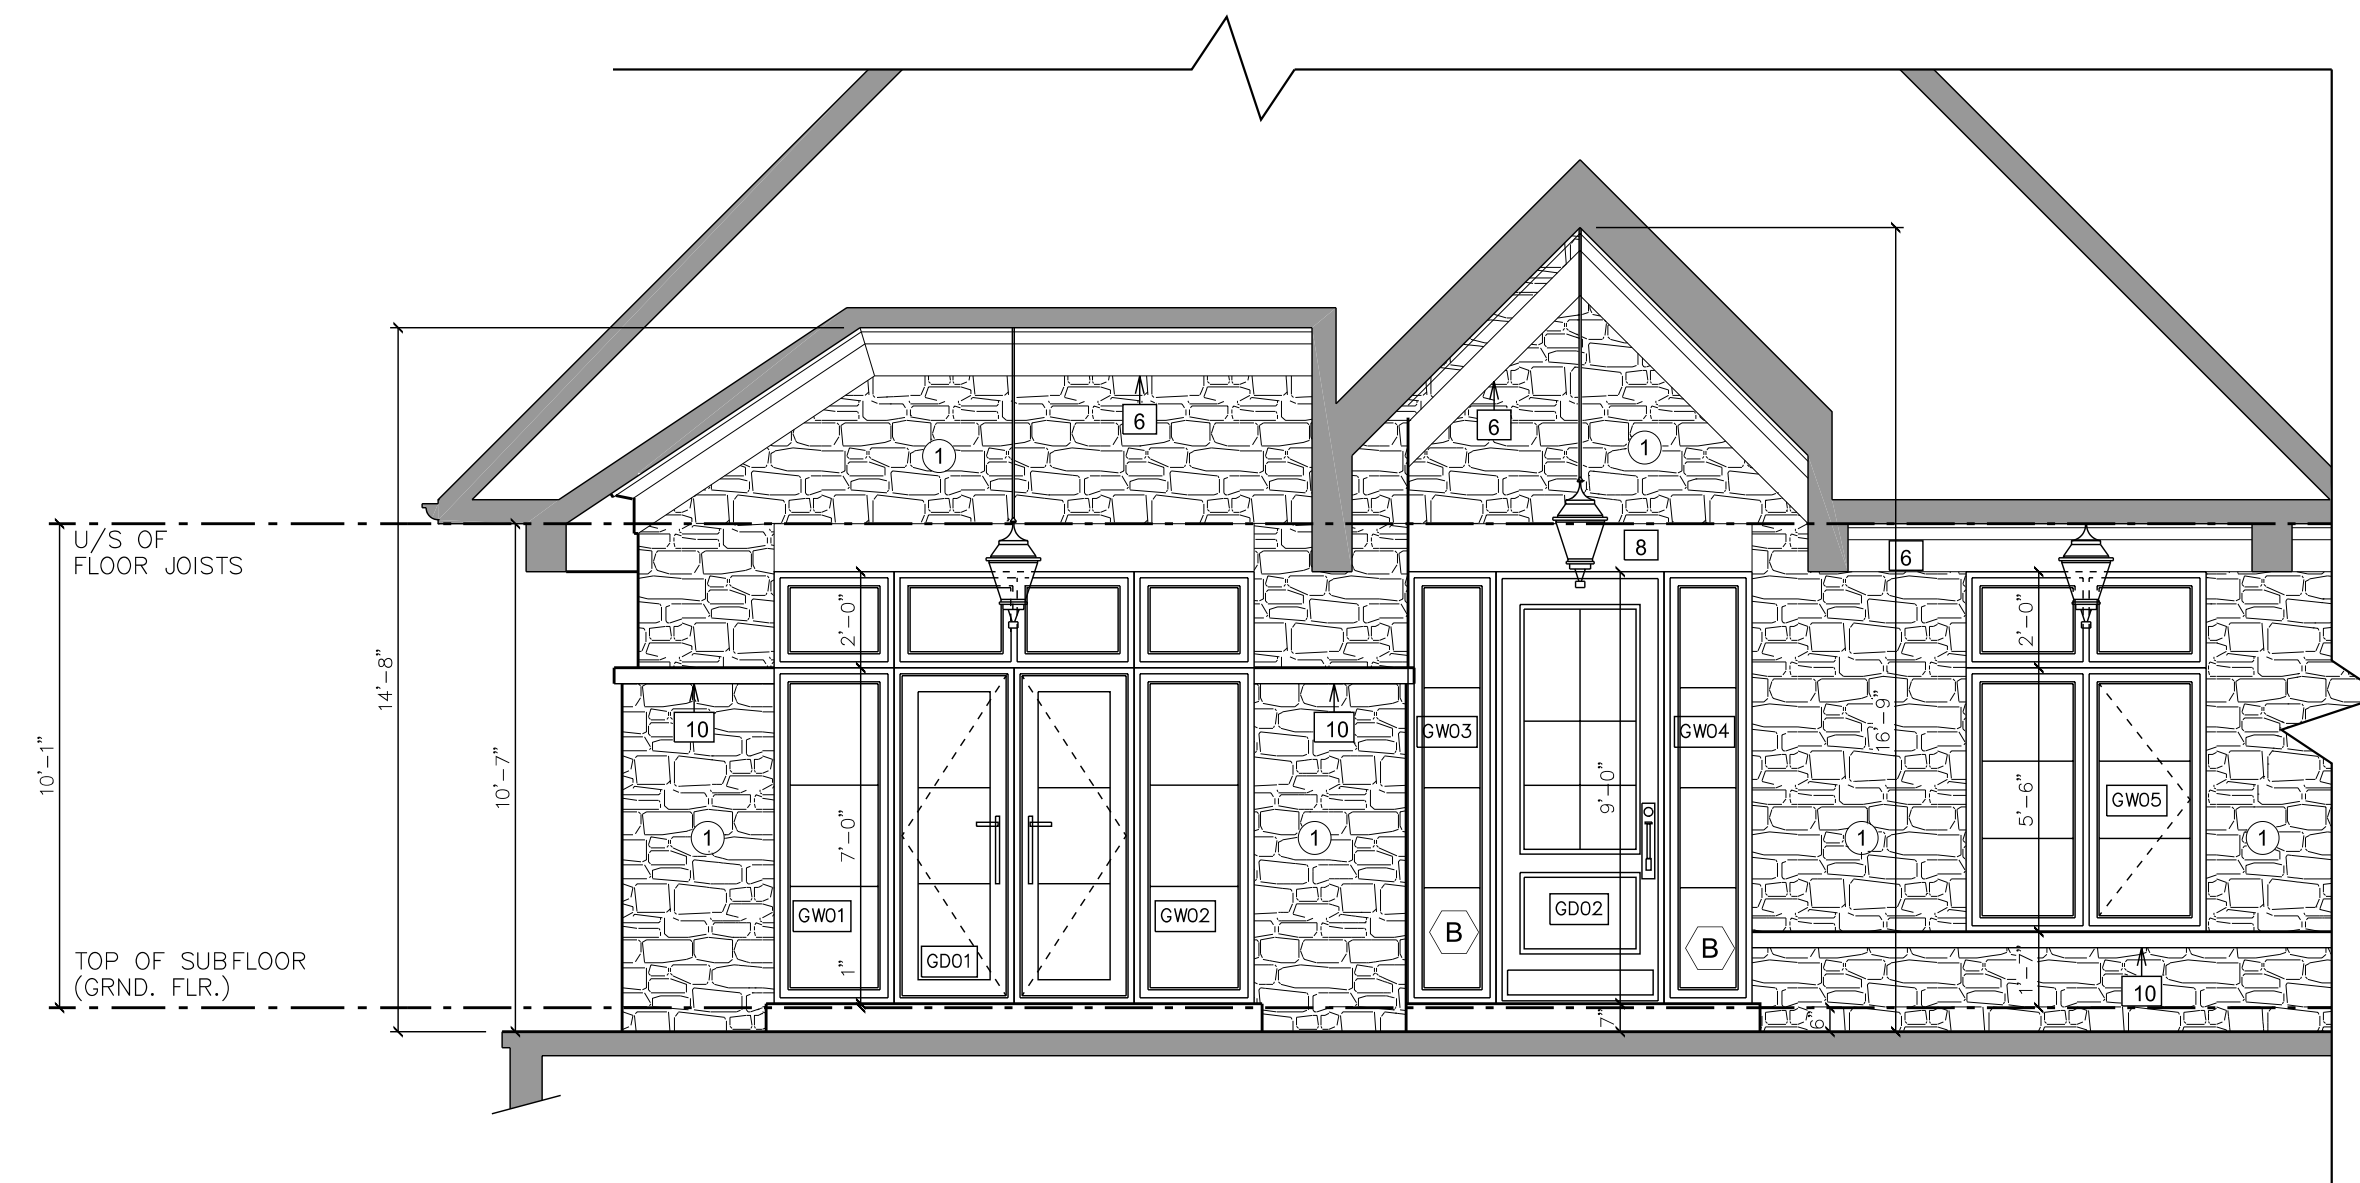 6
6
1
1
U/S OF
FLOOR JOISTS
8
6
2'-0"
2'-0"
14'-8"
10
10
GW03
GW04
16'-9"
10'-1"
10'-7"
9'-0"
5'-6"
GW05
7'-0"
1
1
1
1
GW01
GW02
GD02
B
B
TOP OF SUBFLOOR
(GRND. FLR.)
GD01
1"
1'-7"
10
7"
6"